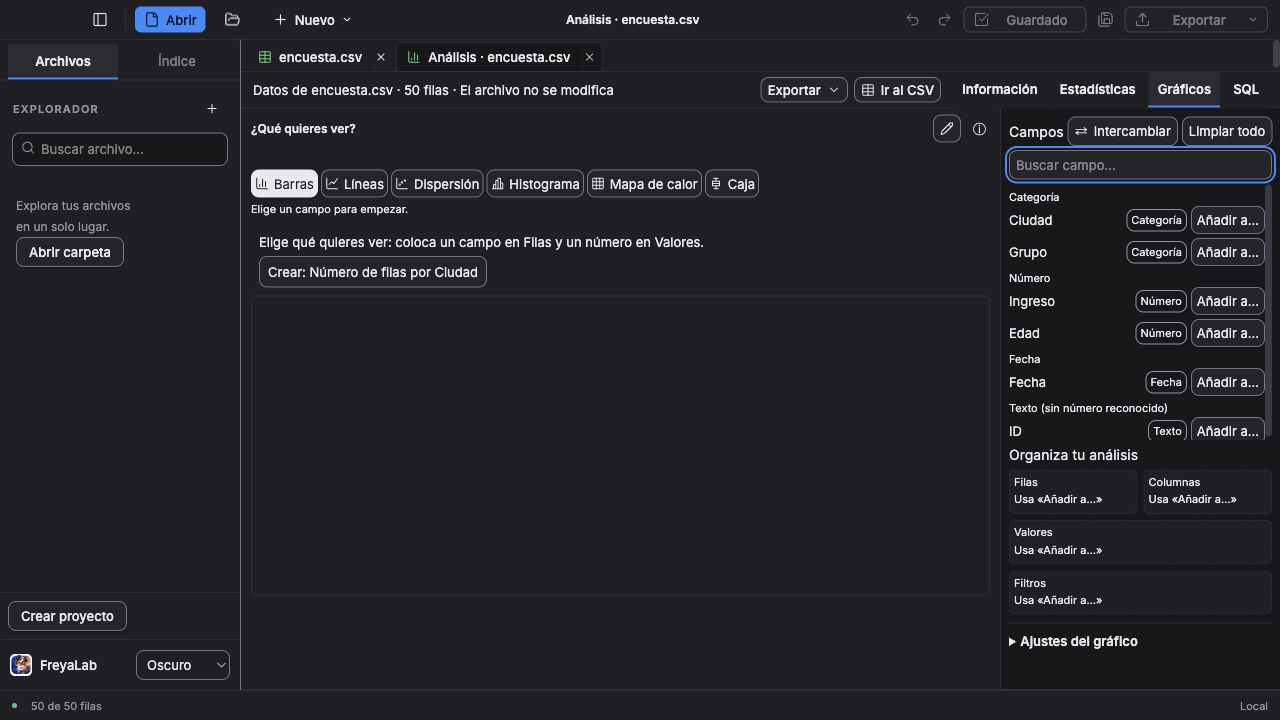 Abrir
Nuevo
Análisis · encuesta.csv
Guardado
Exportar
Archivos
Índice
EXPLORADOR
Buscar archivo...
Explora tus archivos
en un solo lugar.
Abrir carpeta
Crear proyecto
FreyaLab
Oscuro
encuesta.csv
Análisis · encuesta.csv
Datos de encuesta.csv · 50 filas · El archivo no se modifica
Exportar
Ir al CSV
Información
Estadísticas
Gráficos
SQL
¿Qué quieres ver?
Barras
Líneas
Dispersión
Histograma
Mapa de calor
Caja
Elige un campo para empezar.
Elige qué quieres ver: coloca un campo en Filas y un número en Valores.
Crear: Número de filas por Ciudad
Campos
Intercambiar
Limpiar todo
Buscar campo...
Categoría
Ciudad Categoría Añadir a...
Grupo Categoría Añadir a...
Número
Ingreso Número Añadir a...
Edad Número Añadir a...
Fecha
Fecha Fecha Añadir a...
Texto (sin número reconocido)
ID Texto Añadir a...
Organiza tu análisis
Filas
Usa «Añadir a...»
Columnas
Usa «Añadir a...»
Valores
Usa «Añadir a...»
Filtros
Usa «Añadir a...»
Ajustes del gráfico
50 de 50 filas
Local